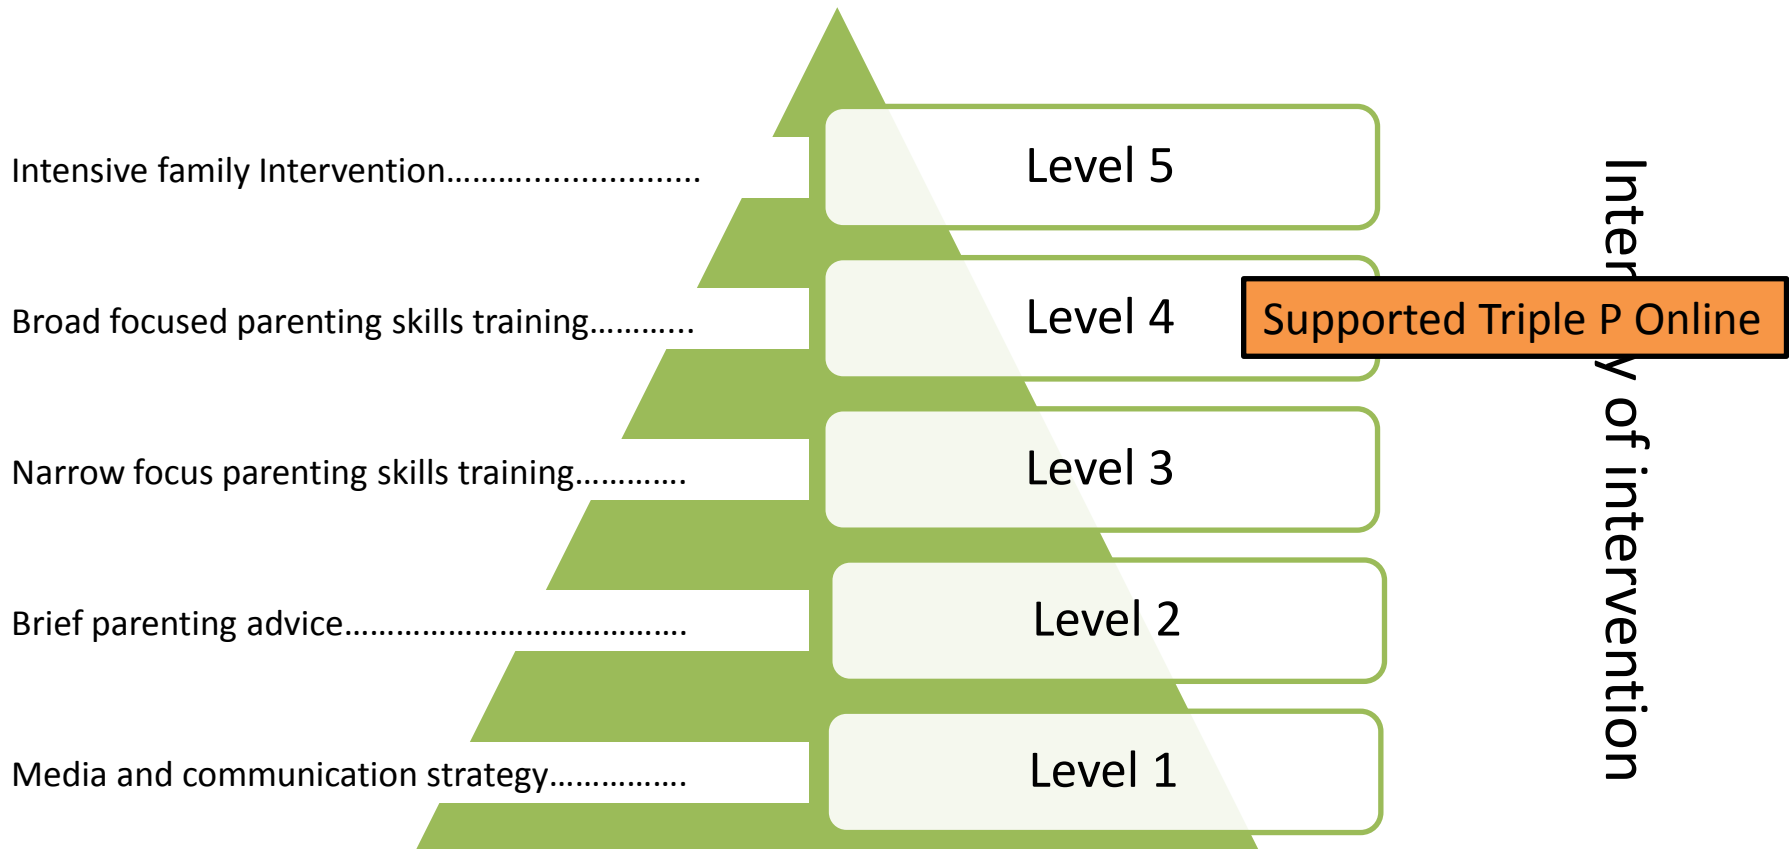 Intensive family Intervention………..................
Level 5
Broad focused parenting skills training………...
Level 4
Supported Triple P Online
Narrow focus parenting skills training………….
Level 3
Brief parenting advice………………………………….
Level 2
Media and communication strategy…………….
Level 1
of intervention